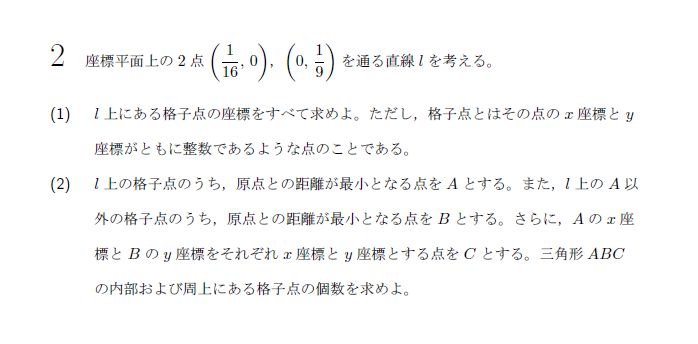 2 座標平面上の 2 点 (1/16, 0), (0, 1/9) を通る直線 l を考える。
(1) l 上にある格子点の座標をすべて求めよ。ただし，格子点とはその点の x 座標と y
座標がともに整数であるような点のことである。
(2) l 上の格子点のうち，原点との距離が最小となる点を A とする。また，l 上の A 以
外の格子点のうち，原点との距離が最小となる点を B とする。さらに，A の x 座
標と B の y 座標をそれぞれ x 座標と y 座標とする点を C とする。三角形 ABC
の内部および周上にある格子点の個数を求めよ。